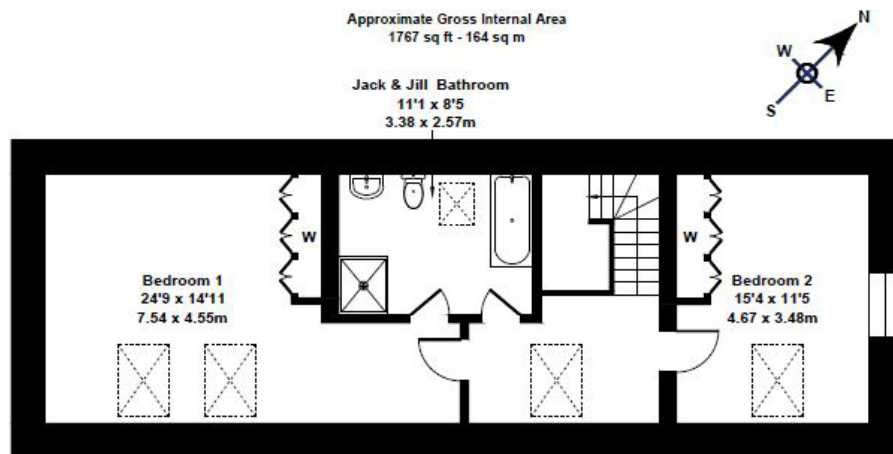 Approximate Gross Internal Area
1767 sq ft - 164 sq m
N
W
E
S
Jack & Jill Bathroom
11'1 x 8'5
3.38 x 2.57m
W
W
Bedroom 1
24'9 x 14'11
7.54 x 4.55m
Bedroom 2
15'4 x 11'5
4.67 x 3.48m